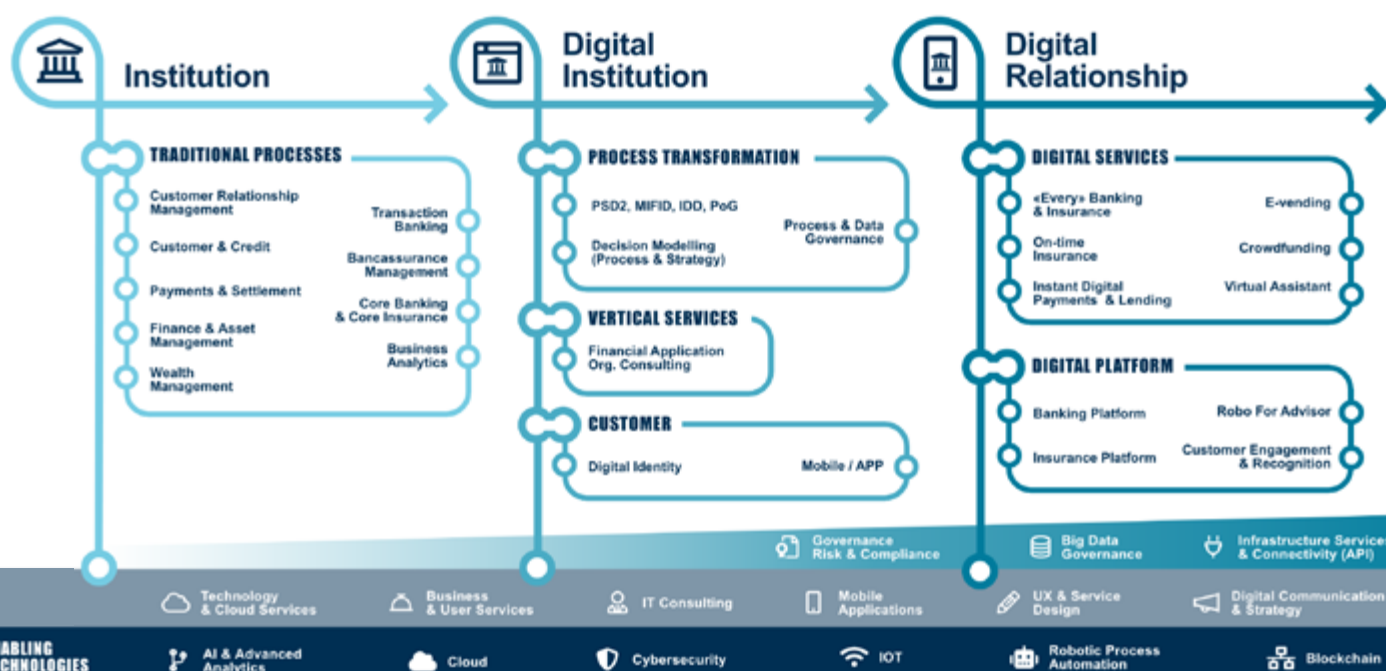 Institution
TRADITIONAL PROCESSES
Customer Relationship
Management
Customer & Credit
Payments & Settlement
Finance & Asset
Management
Wealth
Management
Transaction
Banking
Bancassurance
Management
Core Banking
& Core Insurance
Business
Analytics
Digital
Institution
PROCESS TRANSFORMATION
PSD2, MIFID, IDD, PoG
Decision Modelling
(Process & Strategy)
Process & Data
Governance
VERTICAL SERVICES
Financial Application
Org. Consulting
CUSTOMER
Digital Identity
Mobile / APP
Digital
Relationship
DIGITAL SERVICES
«Every» Banking
& Insurance
On-time
Insurance
Instant Digital
Payments & Lending
E-vending
Crowdfunding
Virtual Assistant
DIGITAL PLATFORM
Banking Platform
Insurance Platform
Robo For Advisor
Customer Engagement
& Recognition
Governance
Risk & Compliance
Big Data
Governance
Infrastructure Services
& Connectivity (API)
Technology
& Cloud Services
Business
& User Services
IT Consulting
Mobile
Applications
UX & Service
Design
Digital Communication
& Strategy
ABLING
CHNOLOGIES
AI & Advanced
Analytics
Cloud
Cybersecurity
IOT
Robotic Process
Automation
Blockchain